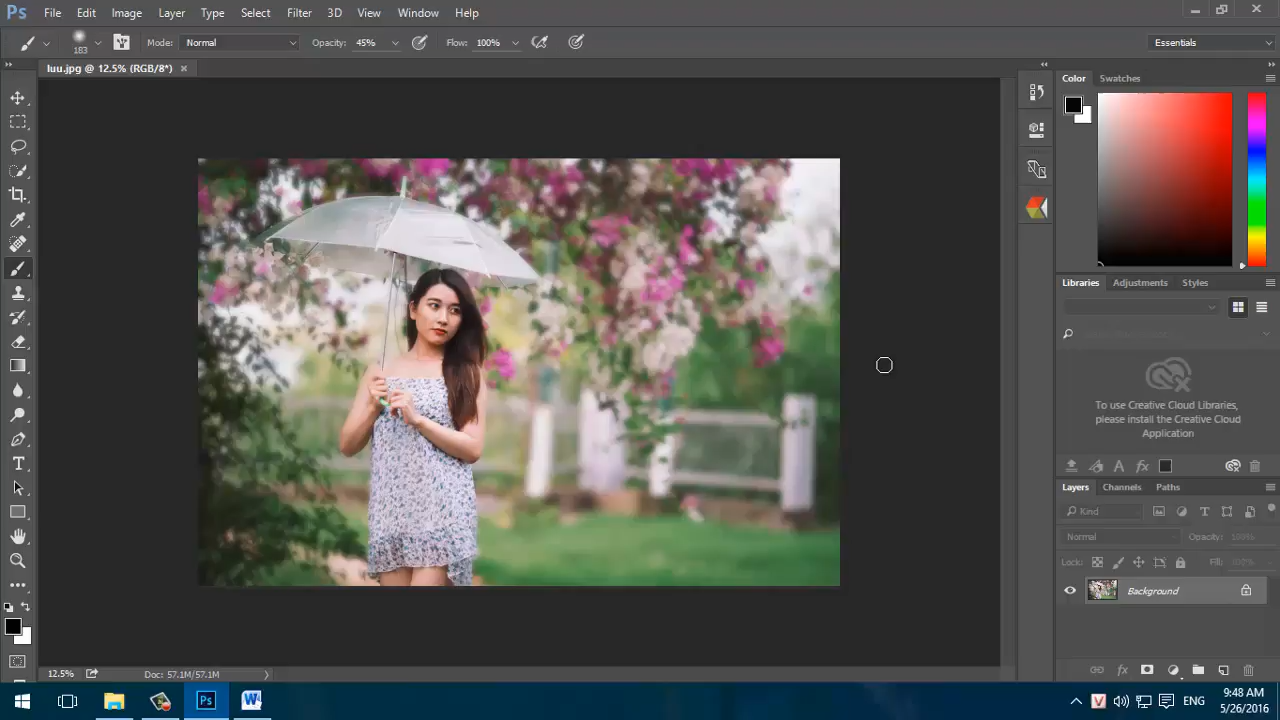 Ps File Edit Image Layer Type Select Filter 3D View Window Help
183 Mode: Normal Opacity: 45% Flow: 100% Essentials
luu.jpg @ 12.5% (RGB/8*)
Color Swatches
Libraries Adjustments Styles
To use Creative Cloud Libraries,
please install the Creative Cloud
Application
Layers Channels Paths
Kind
Normal Opacity: 100%
Lock: Fill: 100%
Background
12.5% Doc: 57.1M/57.1M
Ps W V ENG 9:48 AM
5/26/2016